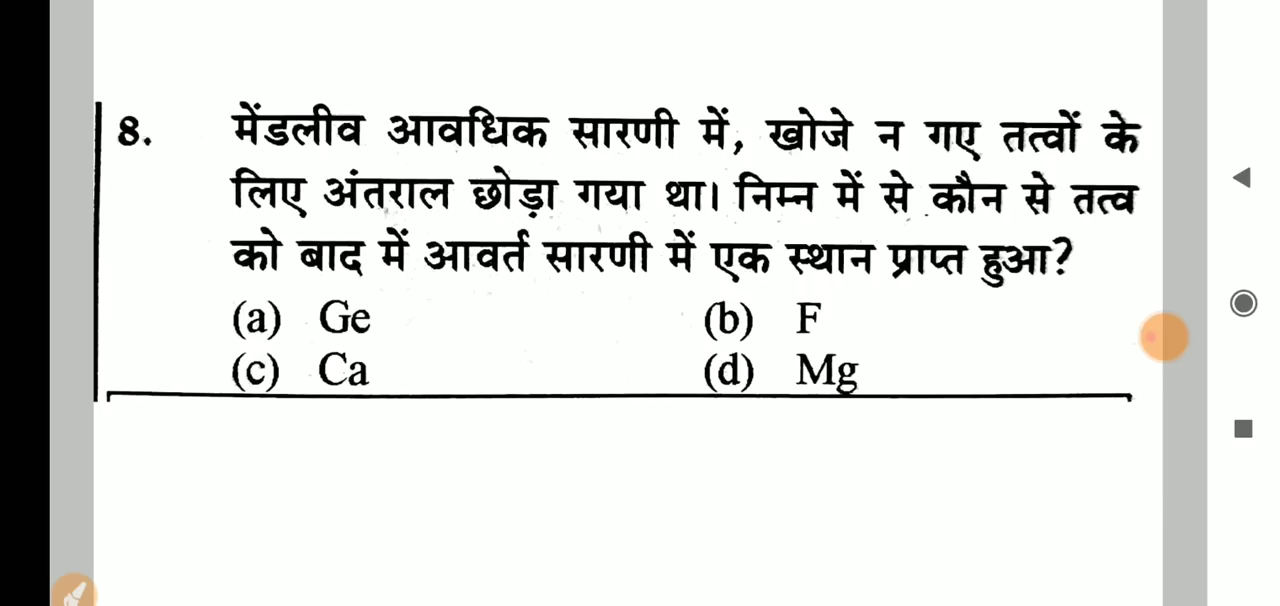 8. मेंडलीव आवधिक सारणी में, खोजे न गए तत्वों के
लिए अंतराल छोड़ा गया था। निम्न में से कौन से तत्व
को बाद में आवर्त सारणी में एक स्थान प्राप्त हुआ?
(a) Ge (b) F
(c) Ca (d) Mg